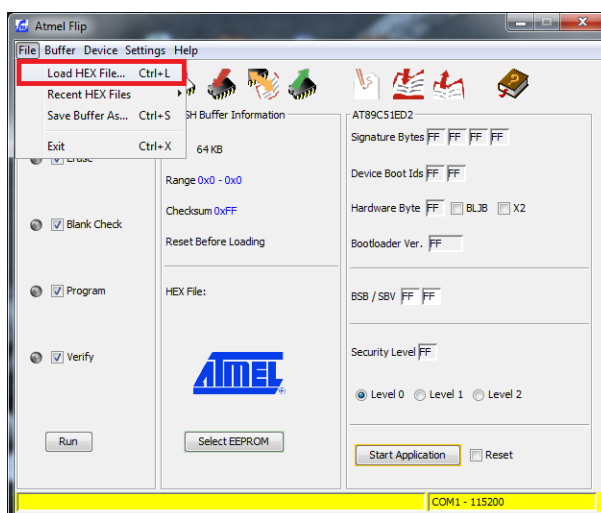 Atmel Flip
File Buffer Device Settings Help
Load HEX File... Ctrl+L
Recent HEX Files
Save Buffer As... Ctrl+S
Exit Ctrl+X
Erase
Blank Check
Program
Verify
Run
Buffer Information
64 KB
Range 0x0 - 0x0
Checksum 0xFF
Reset Before Loading
HEX File:
ATMEL
Select EEPROM
AT89C51ED2
Signature Bytes FF FF FF FF
Device Boot Ids FF FF
Hardware Byte FF BLJB X2
Bootloader Ver. FF
BSB / SBV FF FF
Security Level FF
Level 0 Level 1 Level 2
Start Application Reset
COM1 - 115200